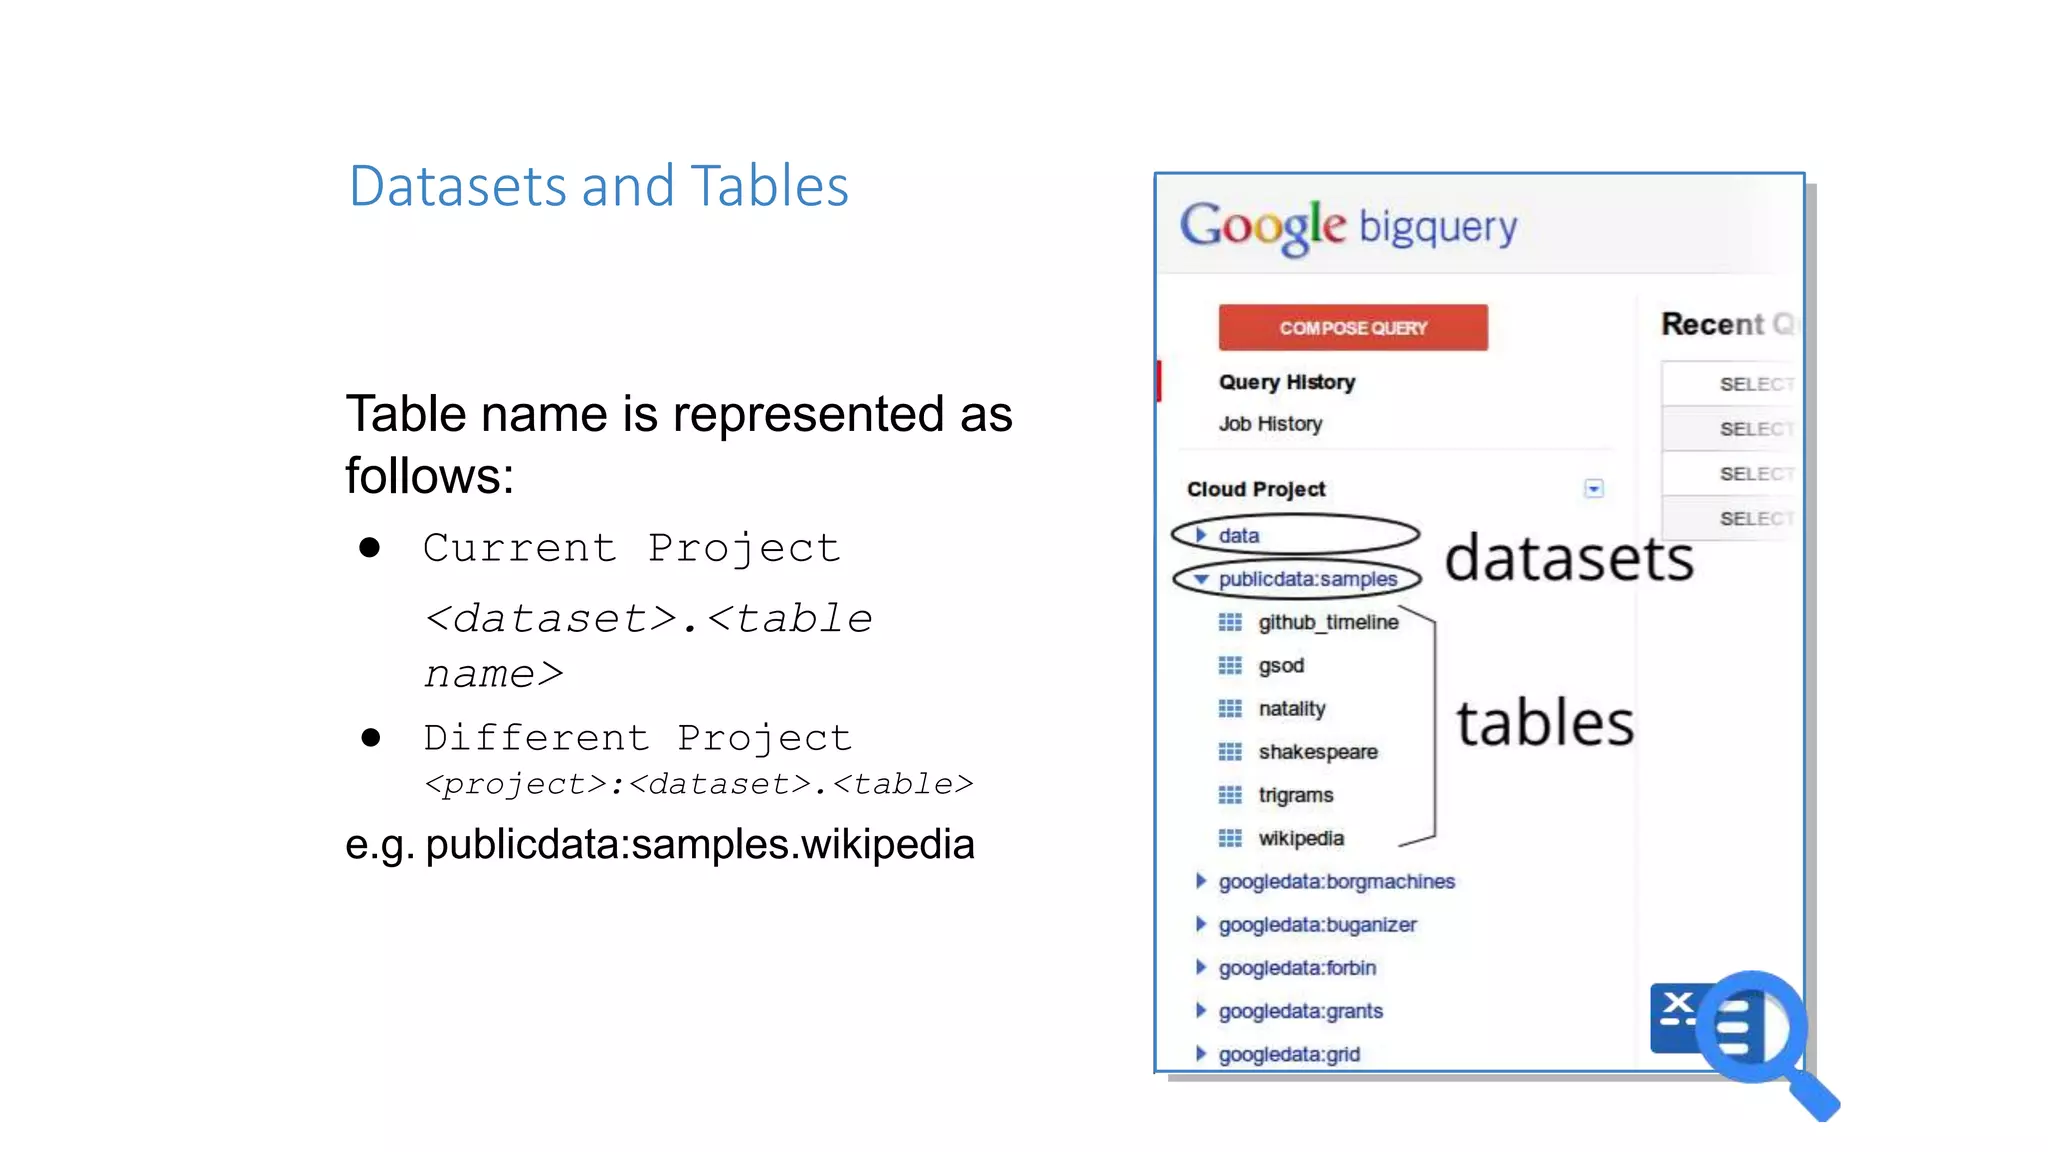 Datasets and Tables
Table name is represented as
follows:
● Current Project
<dataset>.<table
name>
● Different Project
<project>:<dataset>.<table>
e.g. publicdata:samples.wikipedia
Google bigquery
COMPOSE QUERY
Query History
Job History
Cloud Project
data
publicdata:samples
github_timeline
gsod
natality
shakespeare
trigrams
wikipedia
googledata:borgmachines
googledata:buganizer
googledata:forbin
googledata:grants
googledata:grid
Recent Q
SELECT
SELECT
SELECT
SELECT
datasets
tables
X